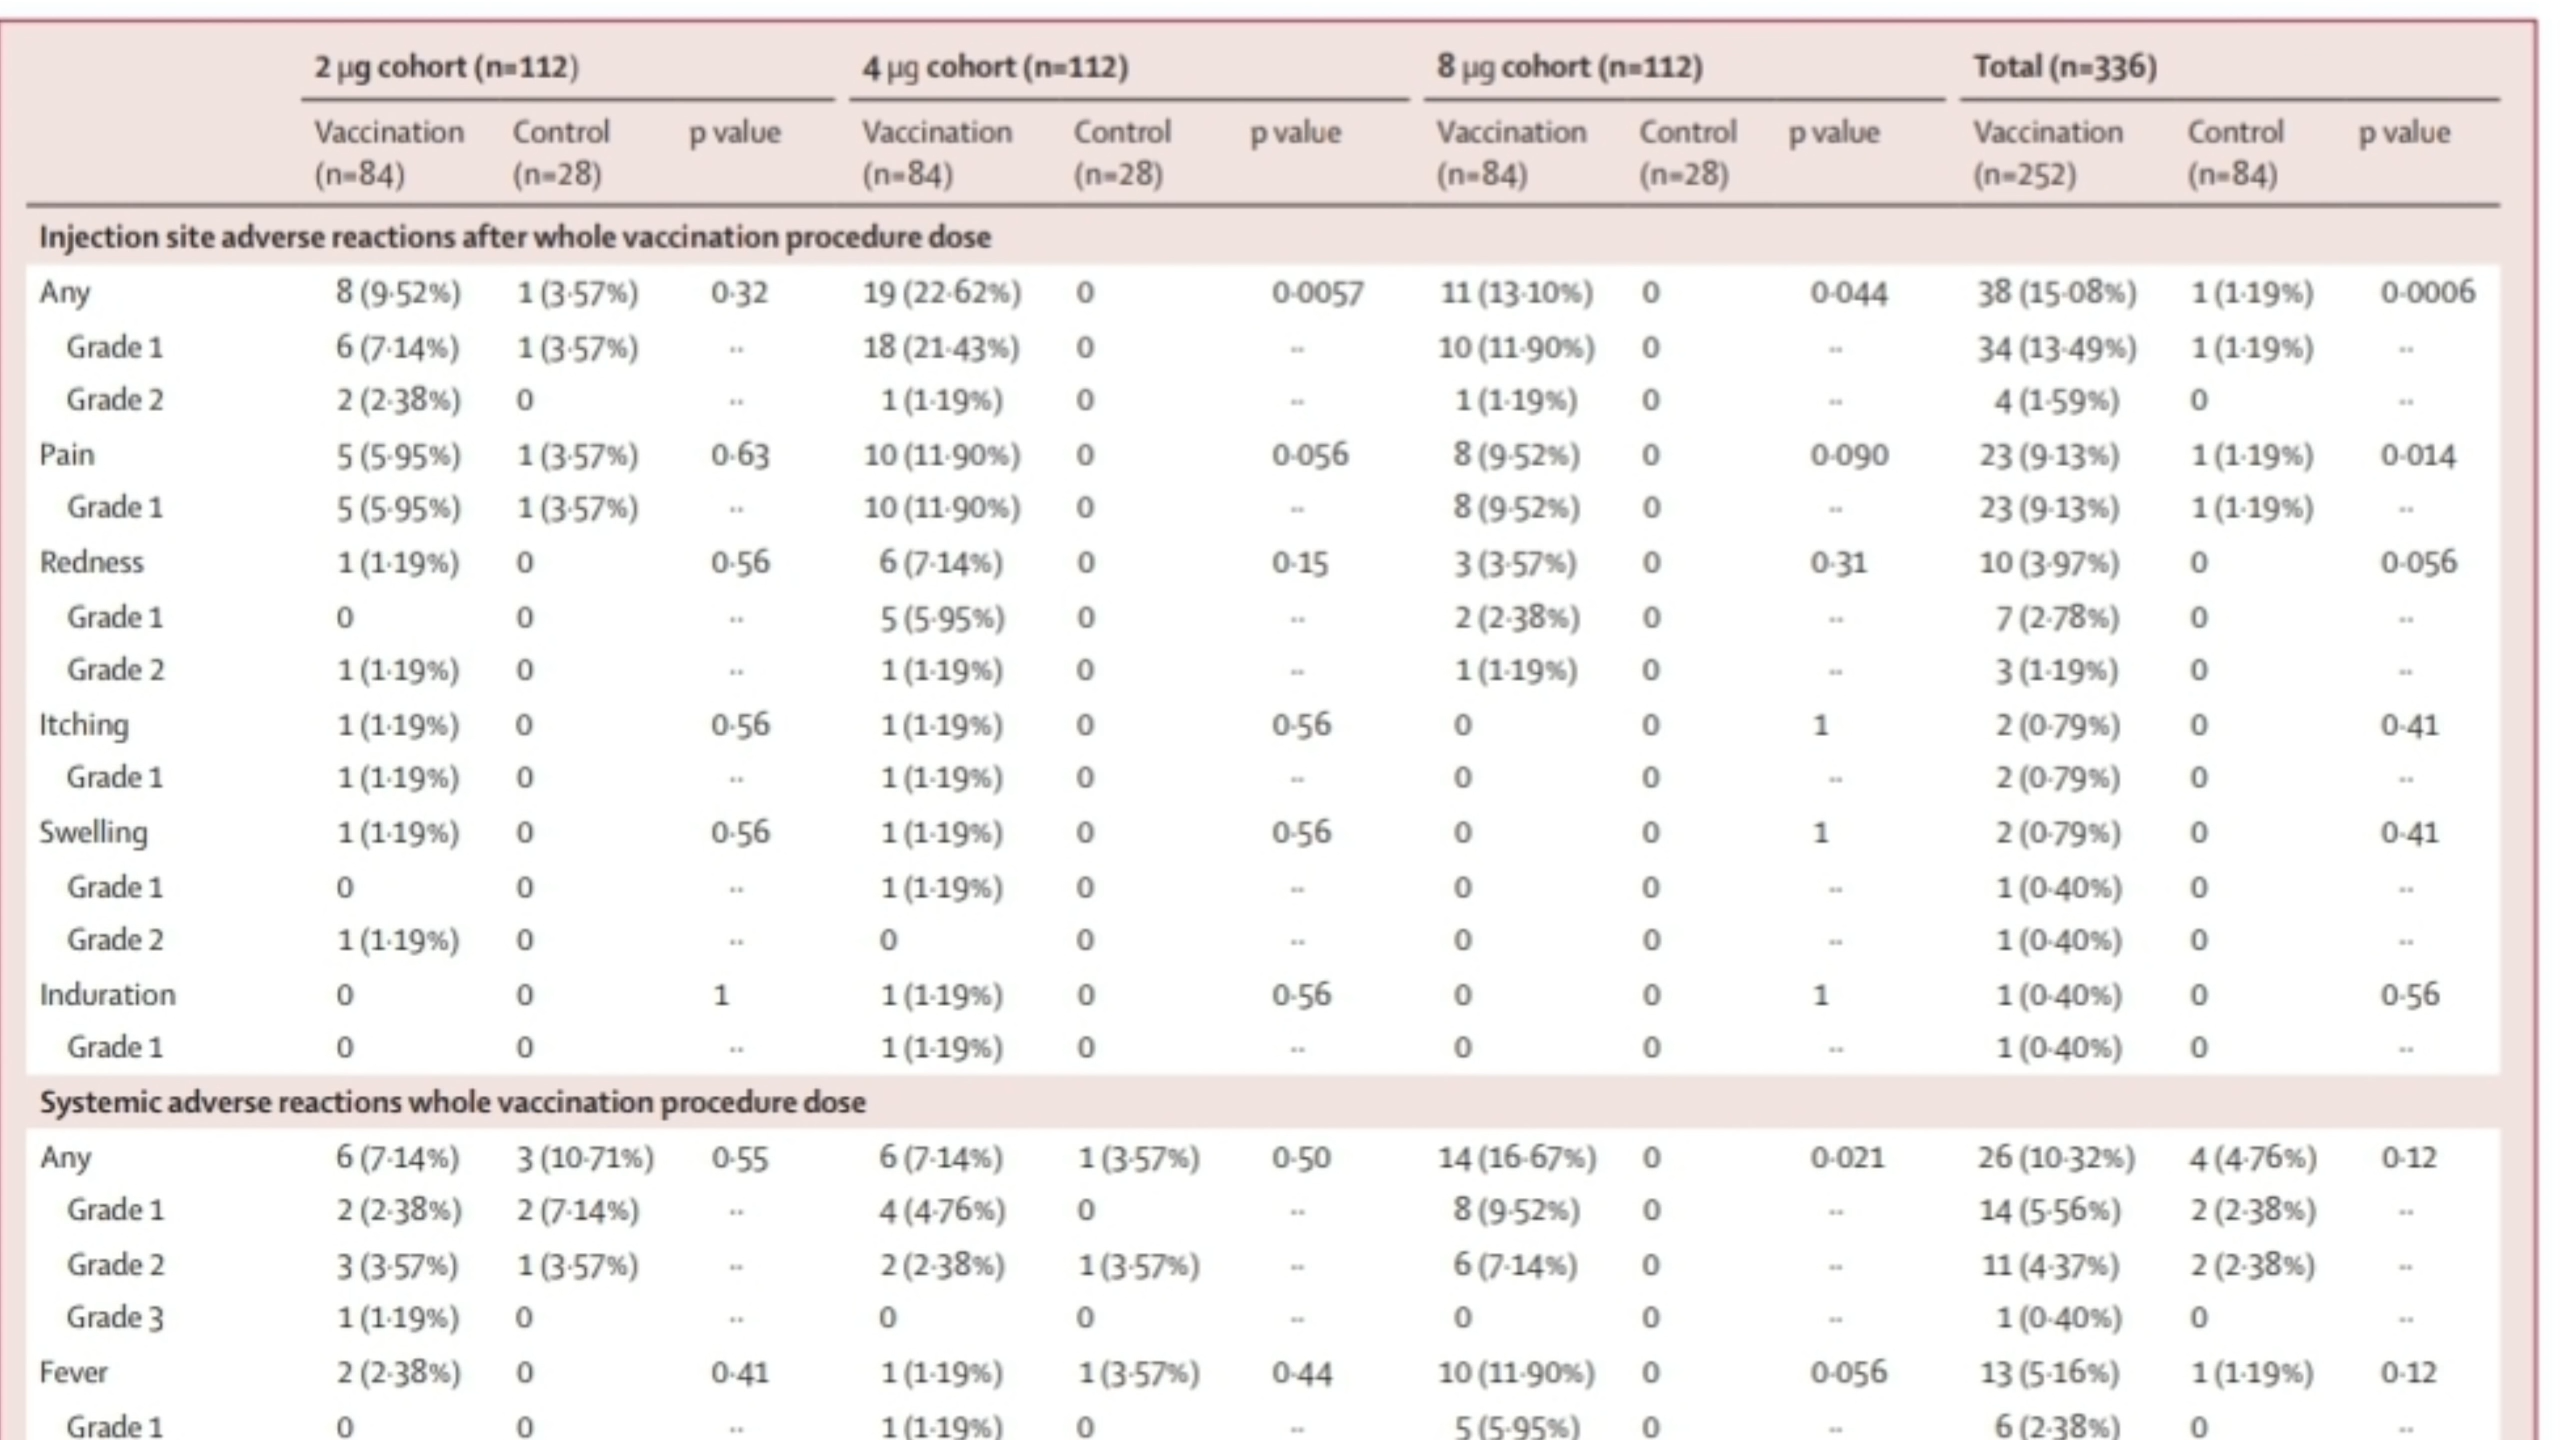 2 µg cohort (n=112) 4 µg cohort (n=112) 8 µg cohort (n=112) Total (n=336)
Vaccination Control p value Vaccination Control p value Vaccination Control p value Vaccination Control p value
(n=84) (n=28) (n=84) (n=28) (n=84) (n=28) (n=252) (n=84)
Injection site adverse reactions after whole vaccination procedure dose
Any 8 (9·52%) 1 (3·57%) 0·32 19 (22·62%) 0 0·0057 11 (13·10%) 0 0·044 38 (15·08%) 1 (1·19%) 0·0006
Grade 1 6 (7·14%) 1 (3·57%) ·· 18 (21·43%) 0 ·· 10 (11·90%) 0 ·· 34 (13·49%) 1 (1·19%) ··
Grade 2 2 (2·38%) 0 ·· 1 (1·19%) 0 ·· 1 (1·19%) 0 ·· 4 (1·59%) 0 ··
Pain 5 (5·95%) 1 (3·57%) 0·63 10 (11·90%) 0 0·056 8 (9·52%) 0 0·090 23 (9·13%) 1 (1·19%) 0·014
Grade 1 5 (5·95%) 1 (3·57%) ·· 10 (11·90%) 0 ·· 8 (9·52%) 0 ·· 23 (9·13%) 1 (1·19%) ··
Redness 1 (1·19%) 0 0·56 6 (7·14%) 0 0·15 3 (3·57%) 0 0·31 10 (3·97%) 0 0·056
Grade 1 0 0 ·· 5 (5·95%) 0 ·· 2 (2·38%) 0 ·· 7 (2·78%) 0 ··
Grade 2 1 (1·19%) 0 ·· 1 (1·19%) 0 ·· 1 (1·19%) 0 ·· 3 (1·19%) 0 ··
Itching 1 (1·19%) 0 0·56 1 (1·19%) 0 0·56 0 0 1 2 (0·79%) 0 0·41
Grade 1 1 (1·19%) 0 ·· 1 (1·19%) 0 ·· 0 0 ·· 2 (0·79%) 0 ··
Swelling 1 (1·19%) 0 0·56 1 (1·19%) 0 0·56 0 0 1 2 (0·79%) 0 0·41
Grade 1 0 0 ·· 1 (1·19%) 0 ·· 0 0 ·· 1 (0·40%) 0 ··
Grade 2 1 (1·19%) 0 ·· 0 0 ·· 0 0 ·· 1 (0·40%) 0 ··
Induration 0 0 1 1 (1·19%) 0 0·56 0 0 1 1 (0·40%) 0 0·56
Grade 1 0 0 ·· 1 (1·19%) 0 ·· 0 0 ·· 1 (0·40%) 0 ··
Systemic adverse reactions whole vaccination procedure dose
Any 6 (7·14%) 3 (10·71%) 0·55 6 (7·14%) 1 (3·57%) 0·50 14 (16·67%) 0 0·021 26 (10·32%) 4 (4·76%) 0·12
Grade 1 2 (2·38%) 2 (7·14%) ·· 4 (4·76%) 0 ·· 8 (9·52%) 0 ·· 14 (5·56%) 2 (2·38%) ··
Grade 2 3 (3·57%) 1 (3·57%) ·· 2 (2·38%) 1 (3·57%) ·· 6 (7·14%) 0 ·· 11 (4·37%) 2 (2·38%) ··
Grade 3 1 (1·19%) 0 ·· 0 0 ·· 0 0 ·· 1 (0·40%) 0 ··
Fever 2 (2·38%) 0 0·41 1 (1·19%) 1 (3·57%) 0·44 10 (11·90%) 0 0·056 13 (5·16%) 1 (1·19%) 0·12
Grade 1 0 0 ·· 1 (1·19%) 0 ·· 5 (5·95%) 0 ·· 6 (2·38%) 0 ··